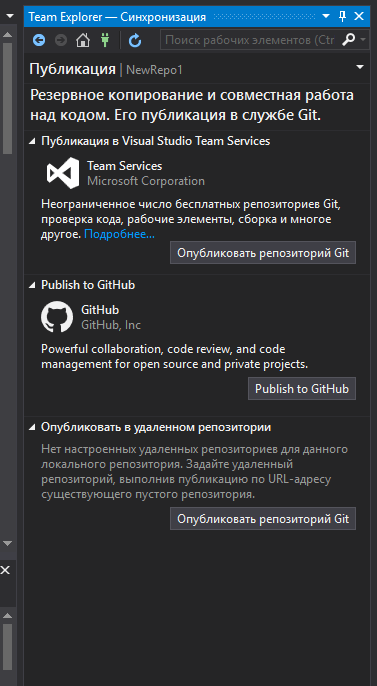 Team Explorer — Синхронизация
Поиск рабочих элементов (Ctr
Публикация | NewRepo1
Резервное копирование и совместная работа
над кодом. Его публикация в службе Git.
Публикация в Visual Studio Team Services
Team Services
Microsoft Corporation
Неограниченное число бесплатных репозиториев Git,
проверка кода, рабочие элементы, сборка и многое
другое. Подробнее...
Опубликовать репозиторий Git
Publish to GitHub
GitHub
GitHub, Inc
Powerful collaboration, code review, and code
management for open source and private projects.
Publish to GitHub
Опубликовать в удаленном репозитории
Нет настроенных удаленных репозиториев для данного
локального репозитория. Задайте удаленный
репозиторий, выполнив публикацию по URL-адресу
существующего пустого репозитория.
Опубликовать репозиторий Git